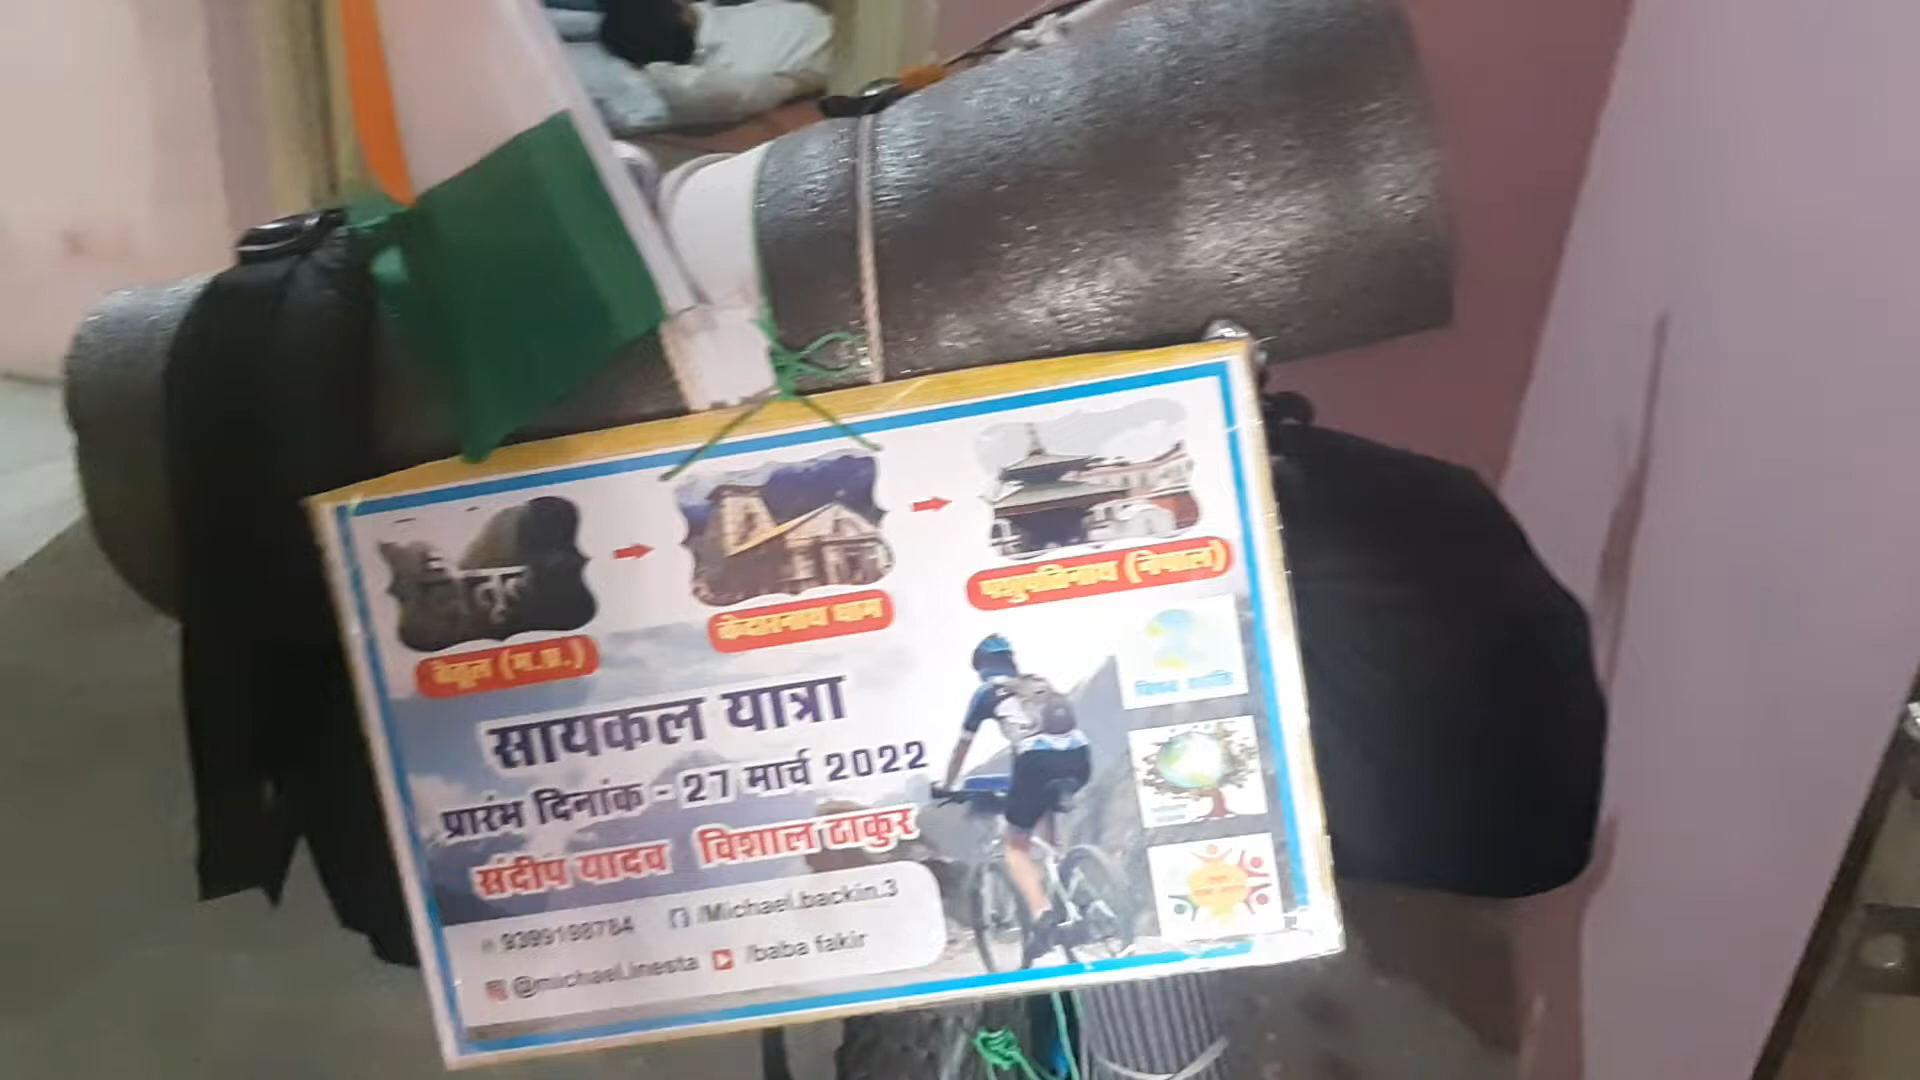 बैतूल (म.प्र.)
केदारनाथ धाम
पशुपतिनाथ (नेपाल)
सायकल यात्रा
प्रारंभ दिनांक - 27 मार्च 2022
संदीप यादव विशाल ठाकुर
9399198784 /Michael.backin.3
@michael.inesta /baba fakir